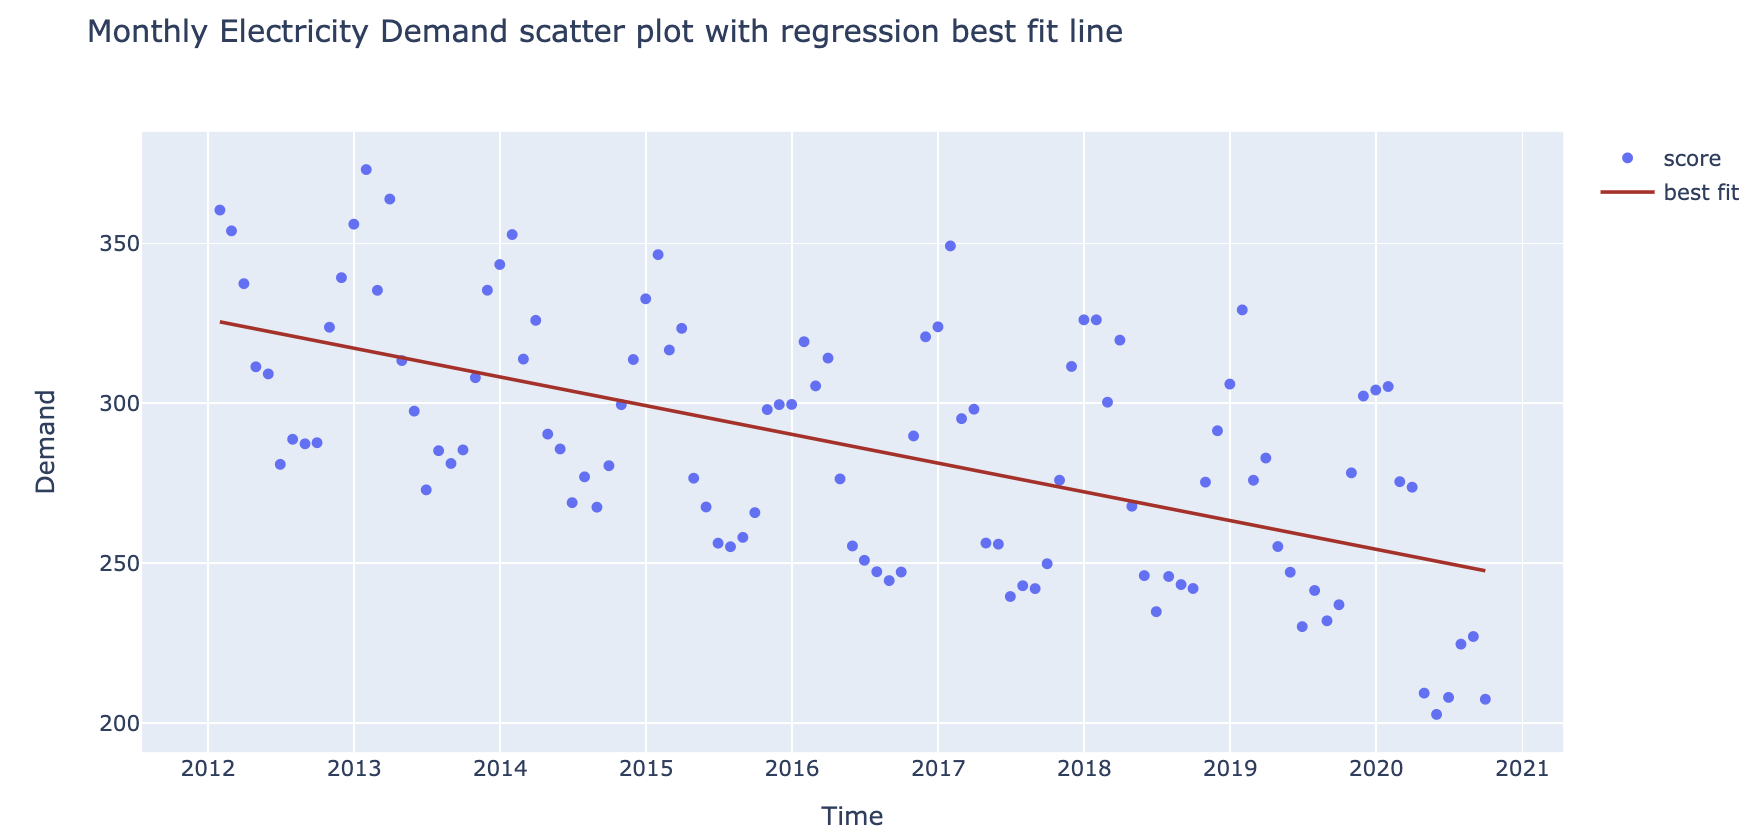 Monthly Electricity Demand scatter plot with regression best fit line
score
best fit
350
300
250
200
Demand
2012 2013 2014 2015 2016 2017 2018 2019 2020 2021
Time